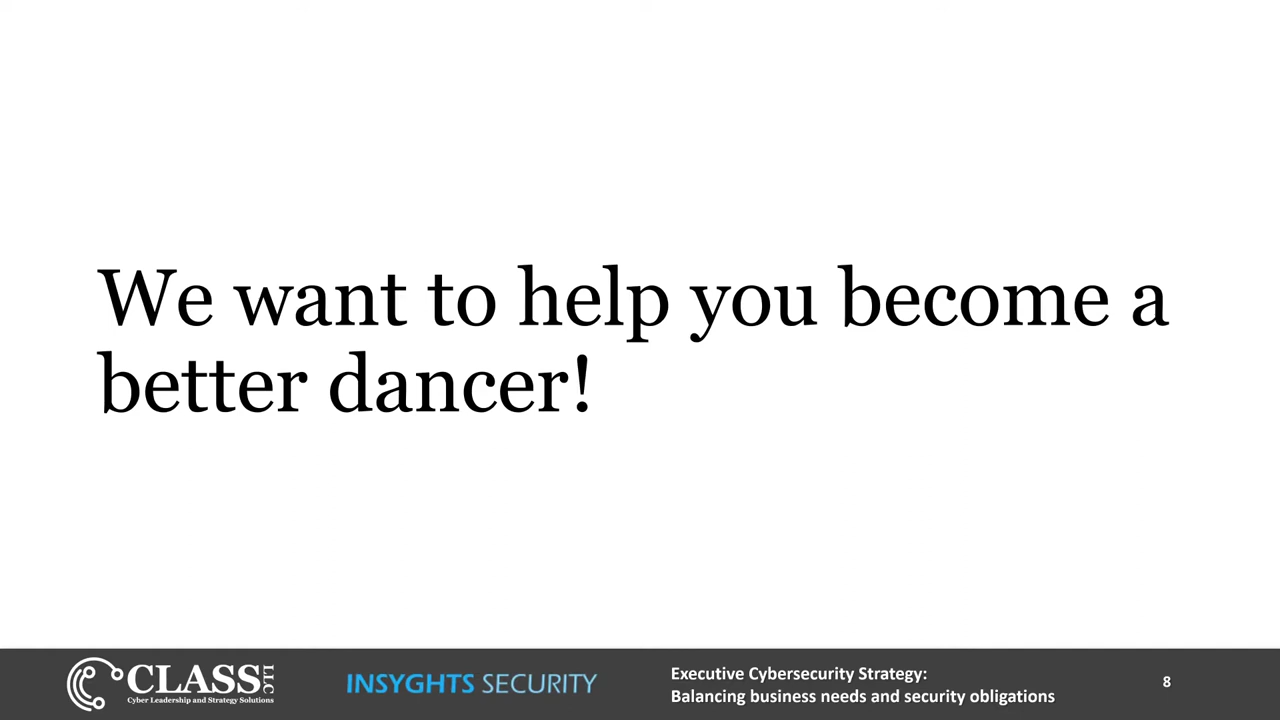 We want to help you become a
better dancer!
CLASS LLC
Cyber Leadership and Strategy Solutions
INSYGHTS SECURITY
Executive Cybersecurity Strategy:
Balancing business needs and security obligations
8